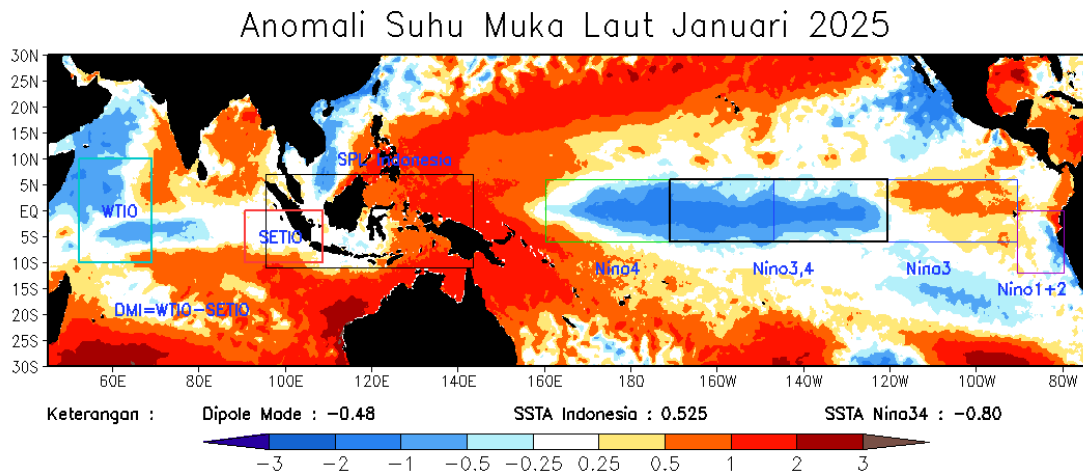 Anomali Suhu Muka Laut Januari 2025
30N
25N
20N
15N
10N
5N
EQ
5S
10S
15S
20S
25S
30S
SPL Indonesia
WTIO
SETIO
Nina4
Nino3,4
Nina3
Nino1+2
DMI=WTIO-SETIO
60E 80E 100E 120E 140E 160E 180 160W 140W 120W 100W 80W
Keterangan : Dipole Mode : -0.48 SSTA Indonesia : 0.525 SSTA Nina34 : -0.80
-3 -2 -1 -0.5 -0.25 0.25 0.5 1 2 3